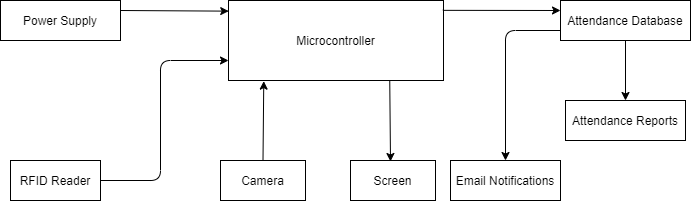 Power Supply
Microcontroller
Attendance Database
Attendance Reports
RFID Reader
Camera
Screen
Email Notifications